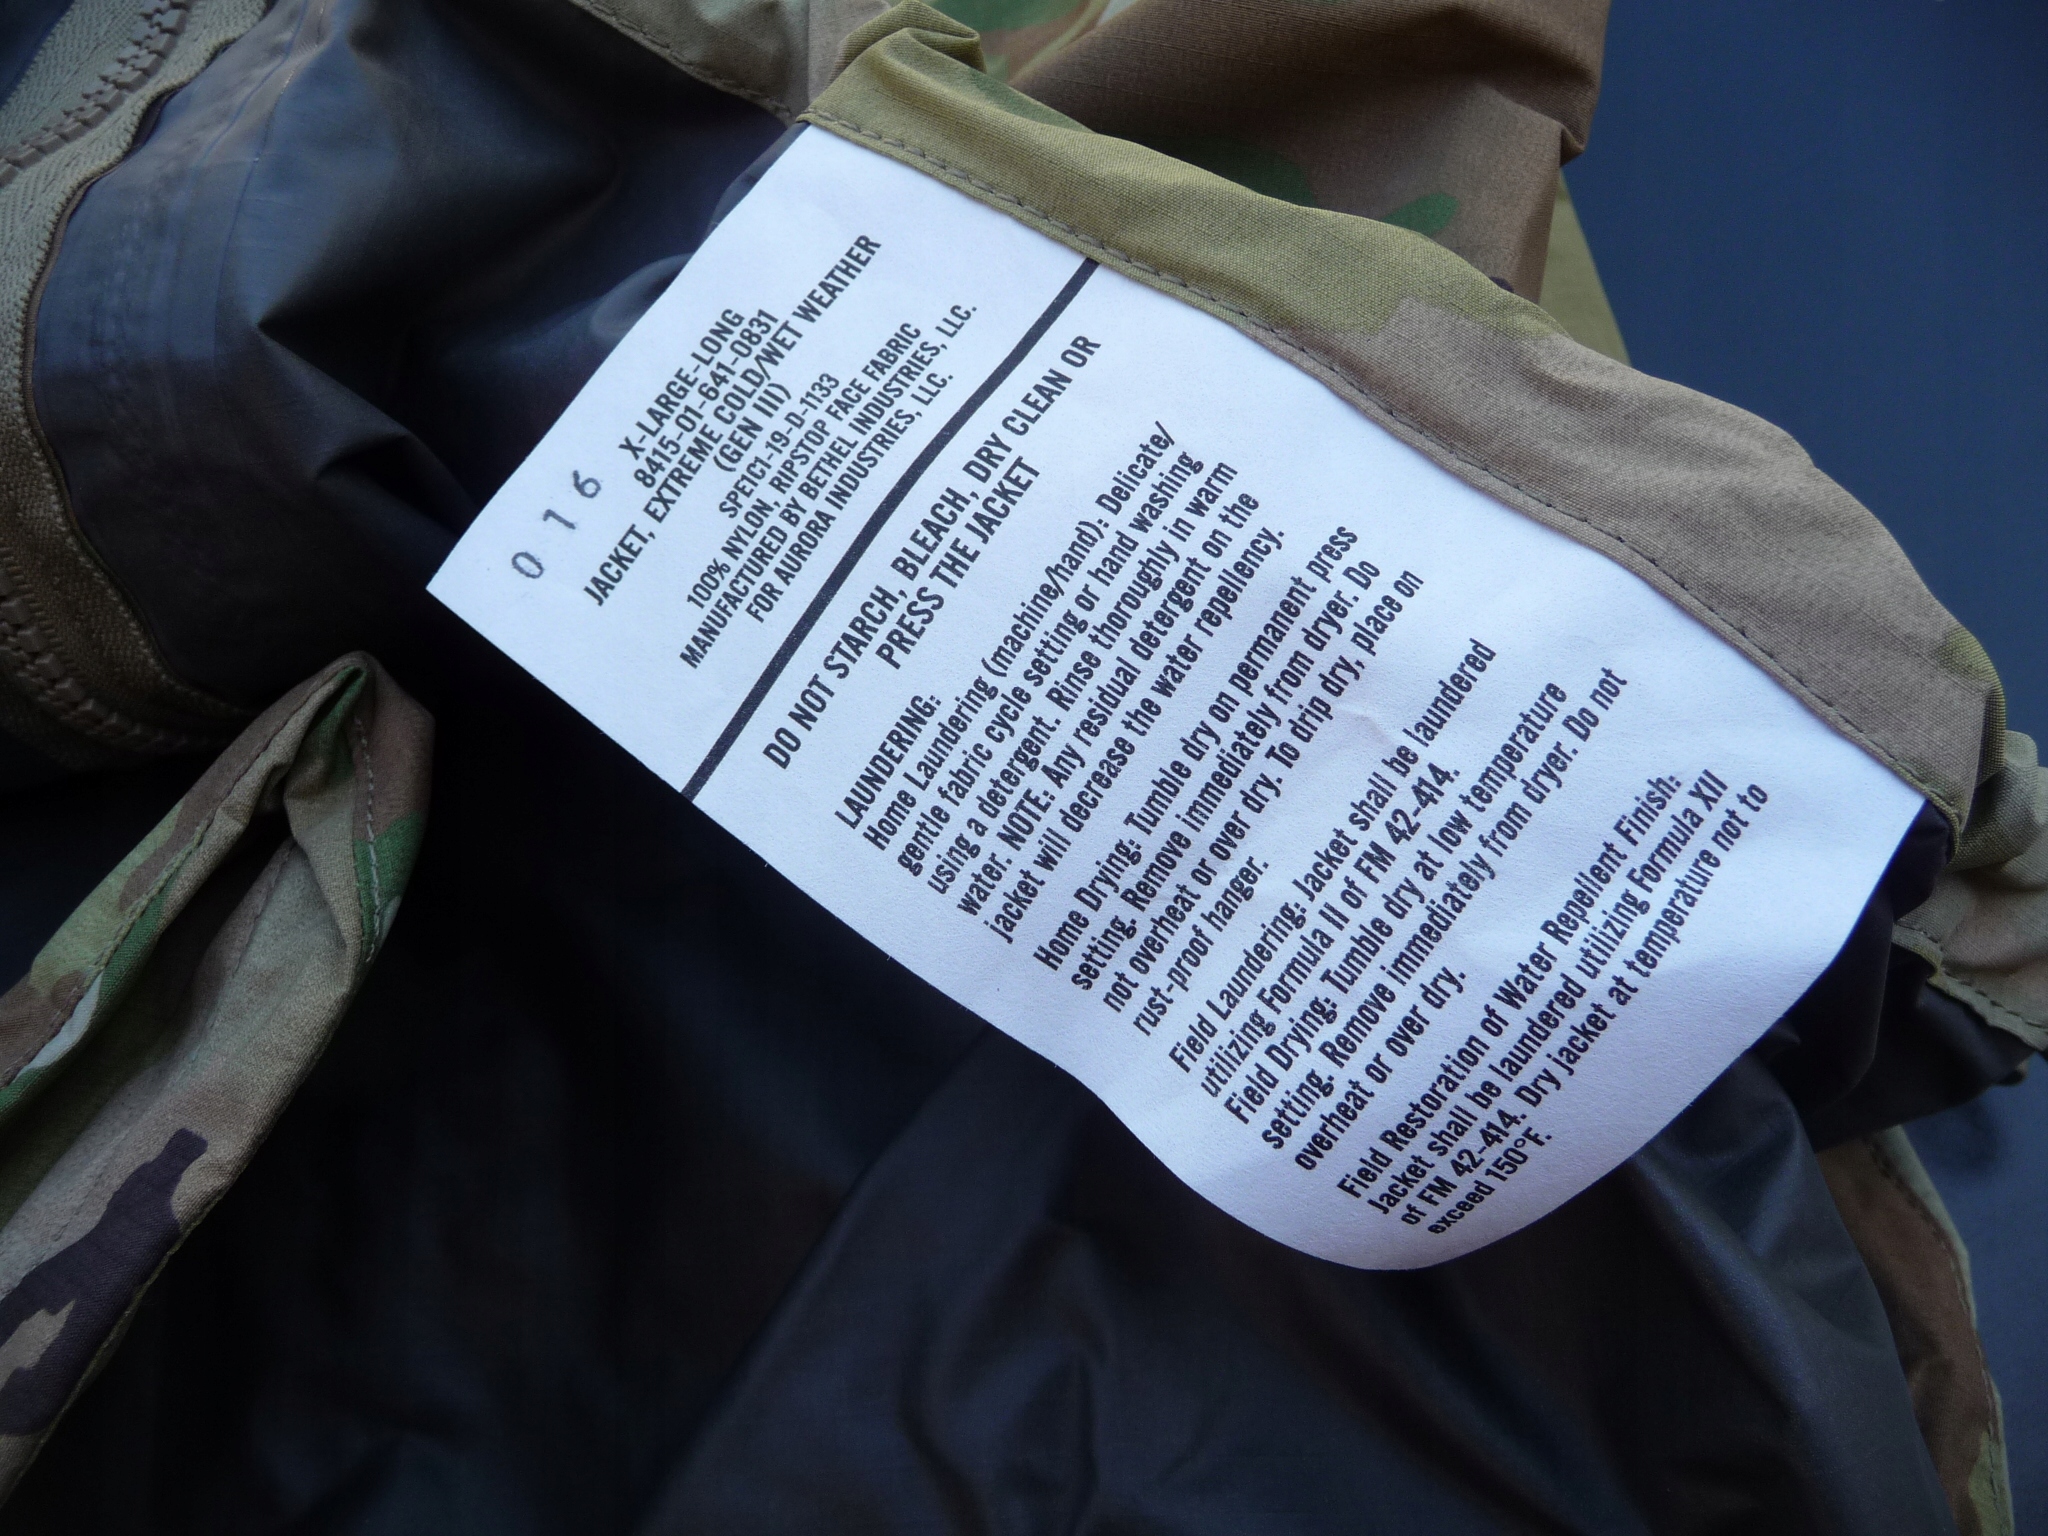 0 1 6
X-LARGE-LONG
8415-01-641-0831
JACKET, EXTREME COLD/WET WEATHER
(GEN III)
SPE1C1-19-D-1133
100% NYLON, RIPSTOP FACE FABRIC
MANUFACTURED BY BETHEL INDUSTRIES, LLC.
FOR AURORA INDUSTRIES, LLC.
DO NOT STARCH, BLEACH, DRY CLEAN OR
PRESS THE JACKET
LAUNDERING:
Home Laundering (machine/hand): Delicate/
gentle fabric cycle setting or hand washing
using a detergent. Rinse thoroughly in warm
water. NOTE: Any residual detergent on the
jacket will decrease the water repellency.
Home Drying: Tumble dry on permanent press
setting. Remove immediately from dryer. Do
not overheat or over dry. To drip dry, place on
rust-proof hanger.
Field Laundering: Jacket shall be laundered
utilizing Formula II of FM 42-414.
Field Drying: Tumble dry at low temperature
setting. Remove immediately from dryer. Do not
overheat or over dry.
Field Restoration of Water Repellent Finish:
Jacket shall be laundered utilizing Formula XII
of FM 42-414. Dry jacket at temperature not to
exceed 150°F.